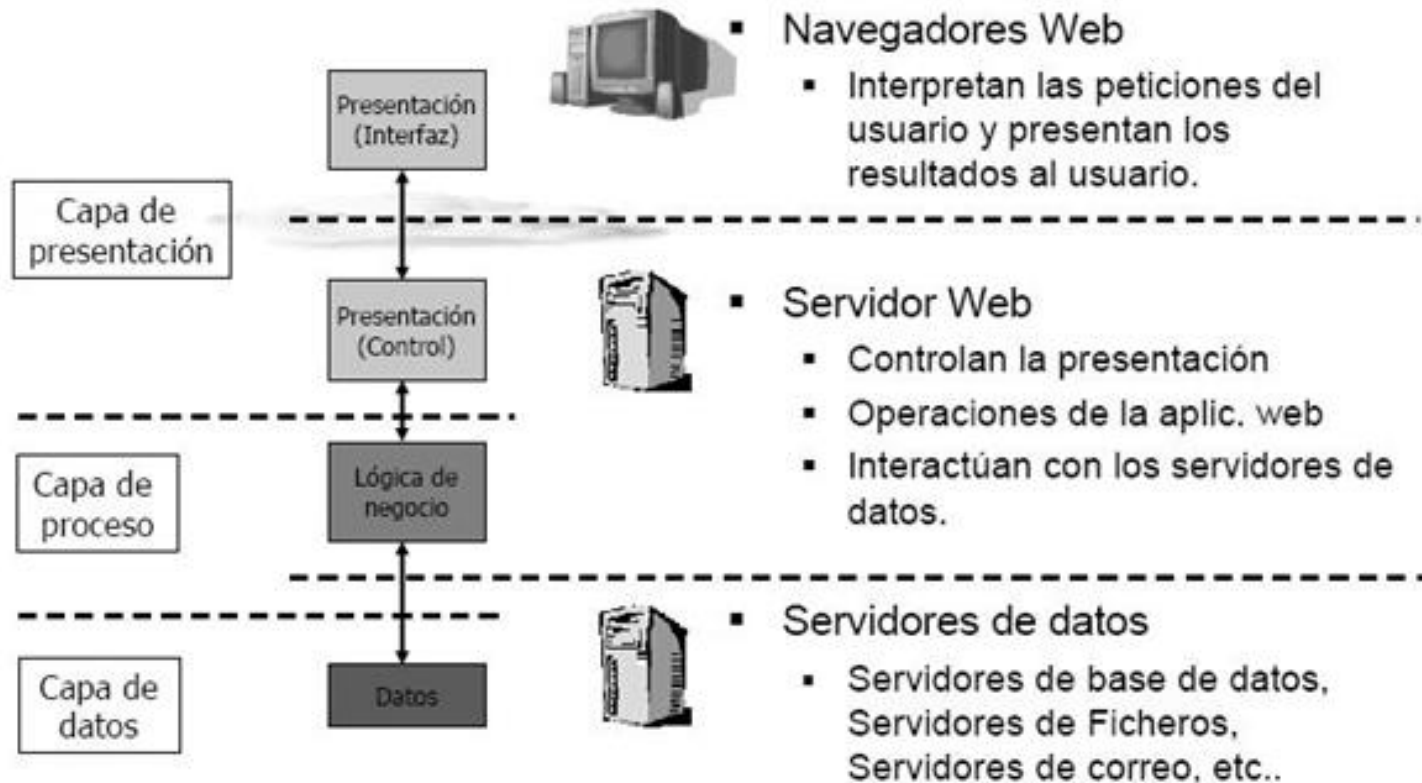 ▪ Navegadores Web
▪ Interpretan las peticiones del
usuario y presentan los
resultados al usuario.
Presentación
(Interfaz)
Capa de
presentación
Presentación
(Control)
▪ Servidor Web
▪ Controlan la presentación
▪ Operaciones de la aplic. web
▪ Interactúan con los servidores de
datos.
Capa de
proceso
Lógica de
negocio
▪ Servidores de datos
▪ Servidores de base de datos,
Servidores de Ficheros,
Servidores de correo, etc..
Capa de
datos
Datos